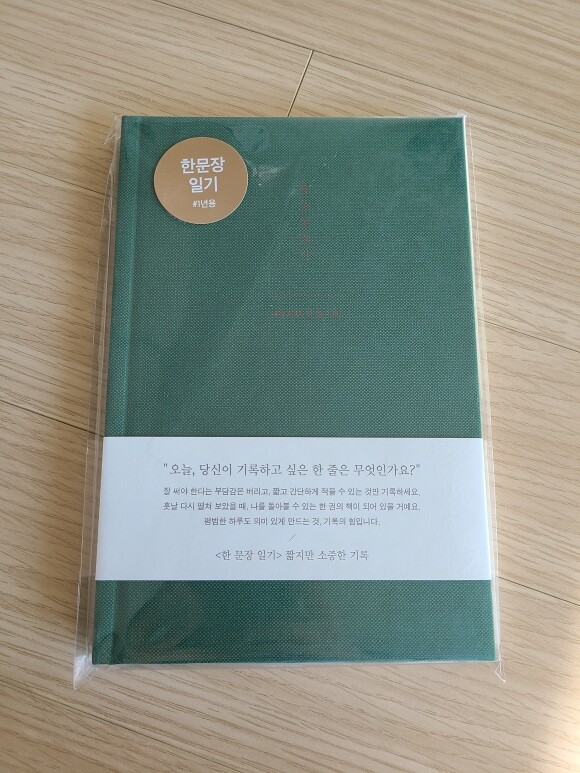 한문장
일기
#1년용
"오늘, 당신이 기록하고 싶은 한 줄은 무엇인가요?"
잘 써야 한다는 부담감은 버리고, 짧고 간단하게 적을 수 있는 것만 기록하세요.
훗날 다시 펼쳐 보았을 때, 나를 돌아볼 수 있는 한 권의 책이 되어 있을 거예요.
평범한 하루도 의미 있게 만드는 것, 기록의 힘입니다.
/
<한 문장 일기> 짧지만 소중한 기록